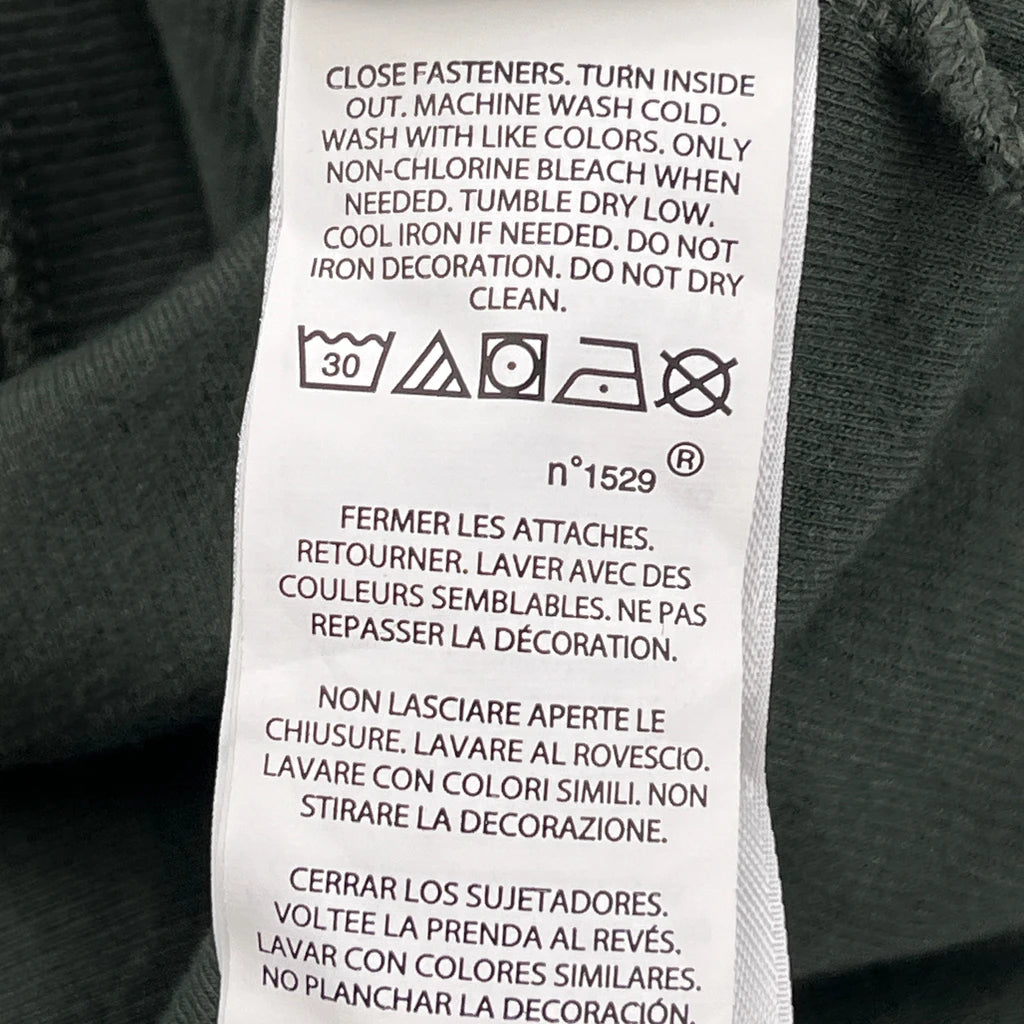 CLOSE FASTENERS. TURN INSIDE
OUT. MACHINE WASH COLD.
WASH WITH LIKE COLORS. ONLY
NON-CHLORINE BLEACH WHEN
NEEDED. TUMBLE DRY LOW.
COOL IRON IF NEEDED. DO NOT
IRON DECORATION. DO NOT DRY
CLEAN.
30
n°1529 ®
FERMER LES ATTACHES.
RETOURNER. LAVER AVEC DES
COULEURS SEMBLABLES. NE PAS
REPASSER LA DÉCORATION.
NON LASCIARE APERTE LE
CHIUSURE. LAVARE AL ROVESCIO.
LAVARE CON COLORI SIMILI. NON
STIRARE LA DECORAZIONE.
CERRAR LOS SUJETADORES.
VOLTEE LA PRENDA AL REVÉS.
LAVAR CON COLORES SIMILARES.
NO PLANCHAR LA DECORACIÓN.